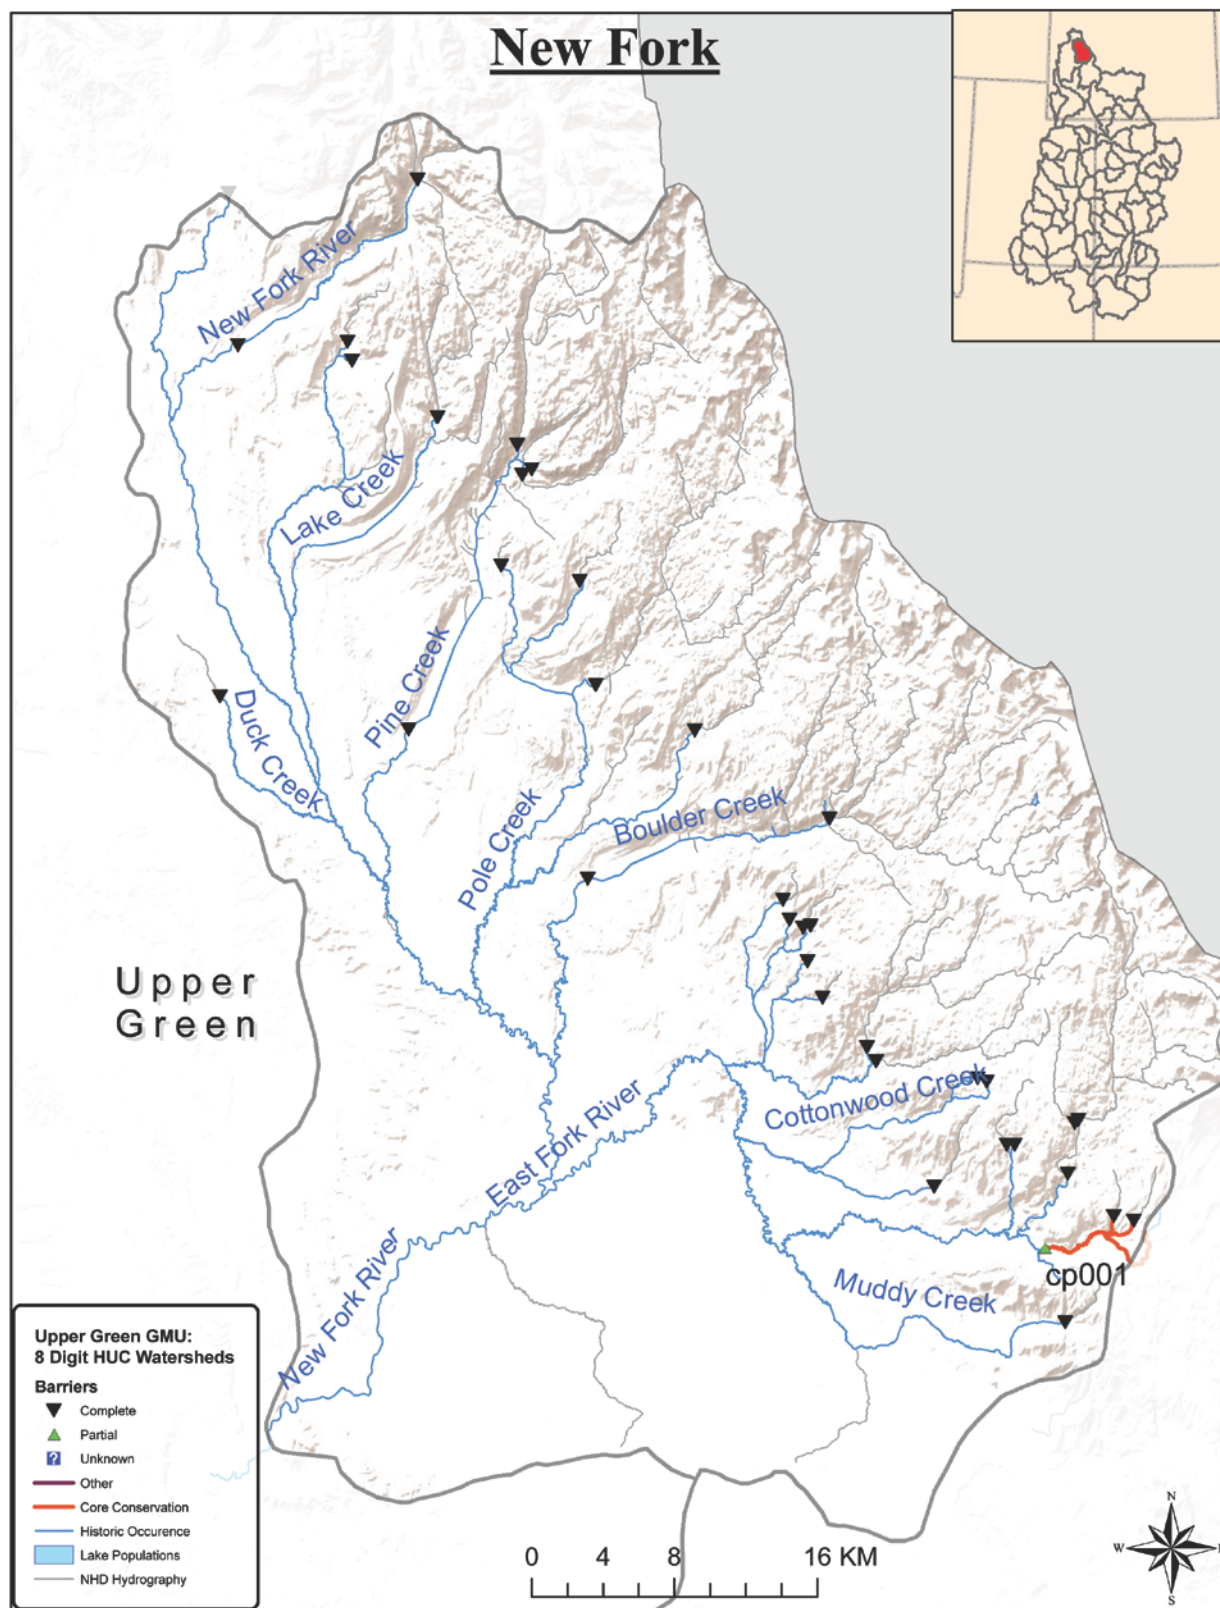 New Fork
New Fork River
Lake Creek
Pine Creek
Duck Creek
Pole Creek
Boulder Creek
Upper
Green
Cottonwood Creek
East Fork River
cp001
Muddy Creek
New Fork River
Upper Green GMU:
8 Digit HUC Watersheds
Barriers
Complete
Partial
? Unknown
Other
Core Conservation
Historic Occurence
Lake Populations
NHD Hydrography
0 4 8 16 KM
N
W
S